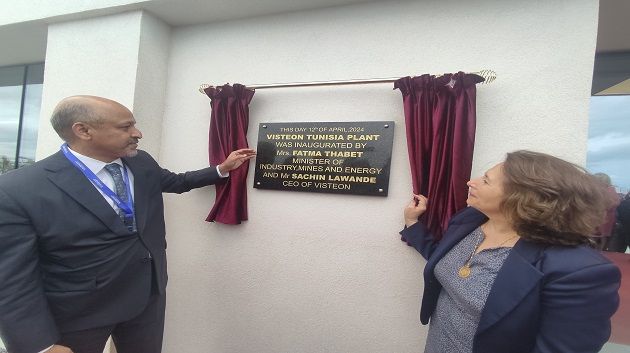 THIS DAY 12th OF APRIL,2024
VISTEON TUNISIA PLANT
WAS INAUGURATED BY
Mrs. FATMA THABET
MINISTER OF
INDUSTRY,MINES AND ENERGY
AND Mr SACHIN LAWANDE
CEO OF VISTEON